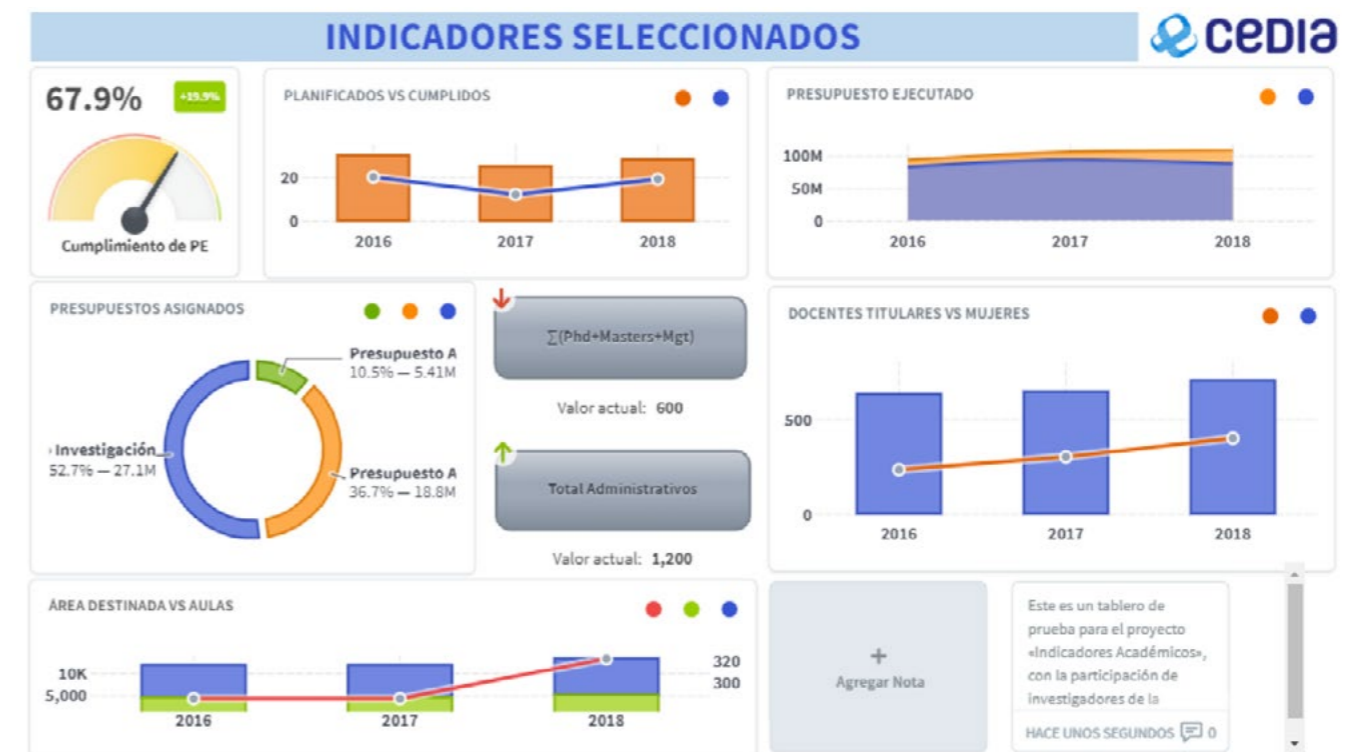 INDICADORES SELECCIONADOS
cedia
67.9%
+19.9%
Cumplimiento de PE
PLANIFICADOS VS CUMPLIDOS
20
0
2016 2017 2018
PRESUPUESTO EJECUTADO
100M
50M
0
2016 2017 2018
PRESUPUESTOS ASIGNADOS
Presupuesto A
10.5% — 5.41M
Investigación
52.7% — 27.1M
Presupuesto A
36.7% — 18.8M
∑(Phd+Masters+Mgt)
Valor actual: 600
Total Administrativos
Valor actual: 1,200
DOCENTES TITULARES VS MUJERES
500
0
2016 2017 2018
ÁREA DESTINADA VS AULAS
10K
5,000
320
300
2016 2017 2018
+
Agregar Nota
Este es un tablero de
prueba para el proyecto
«Indicadores Académicos»,
con la participación de
investigadores de la
HACE UNOS SEGUNDOS 0